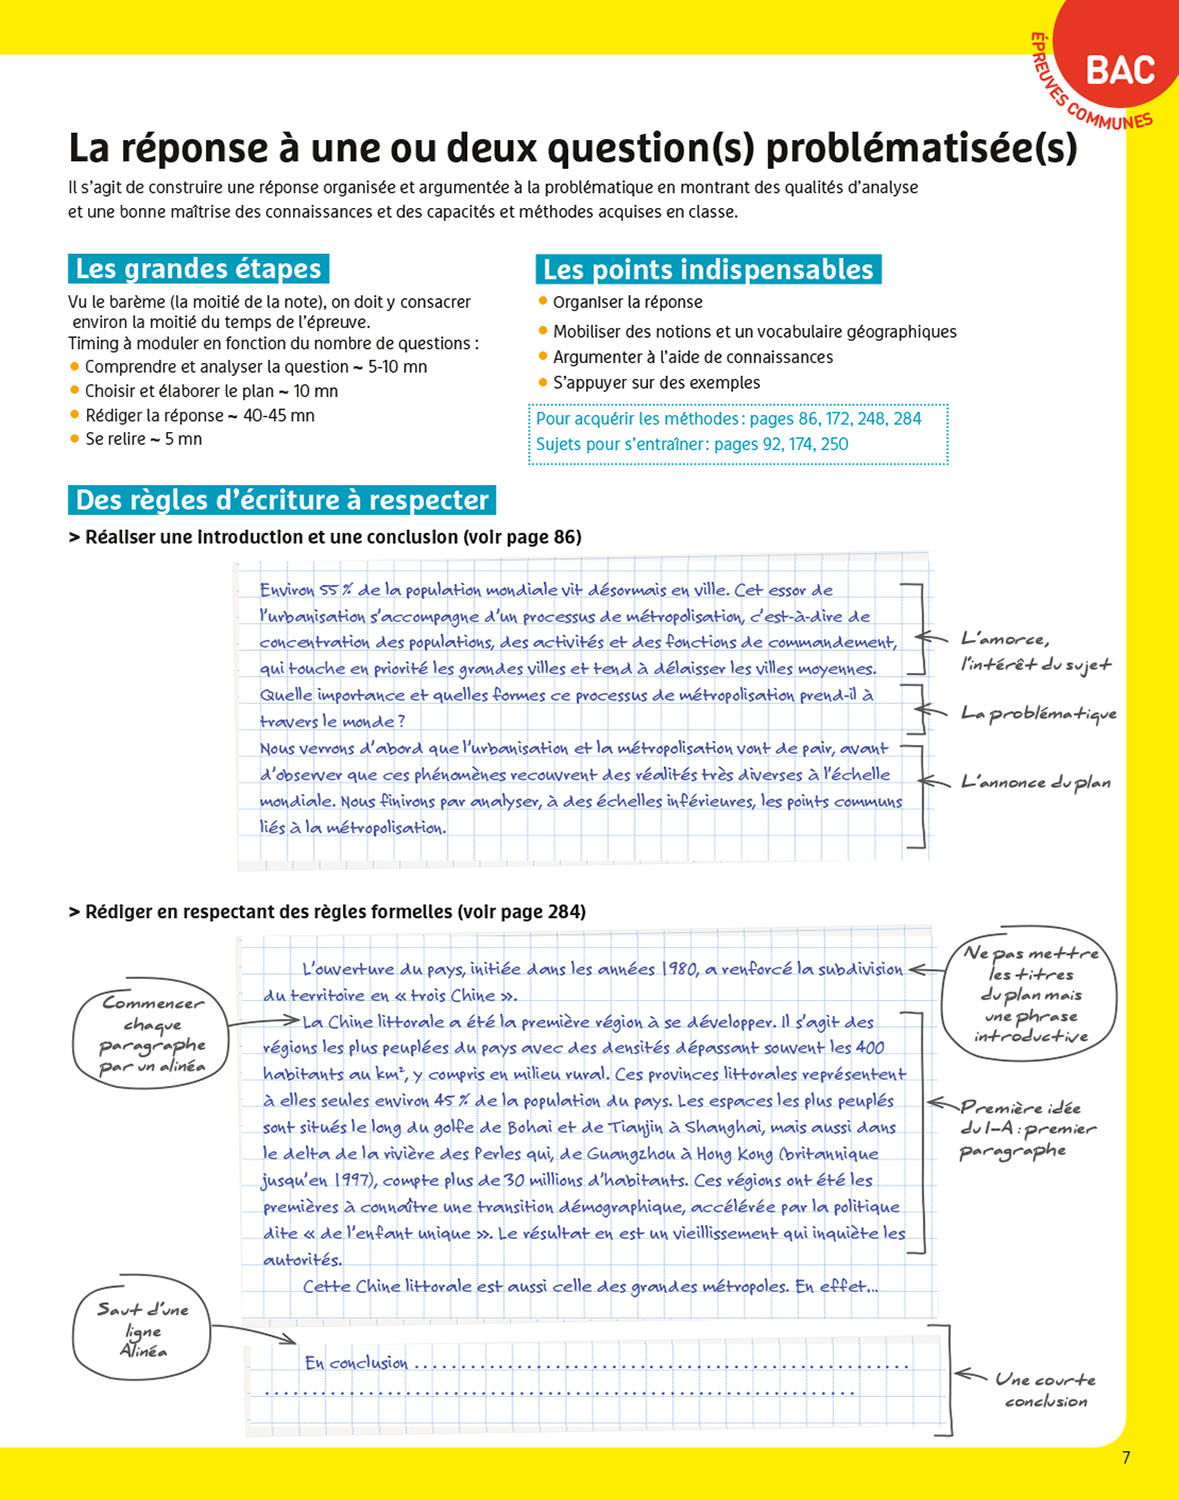 BAC
ÉPREUVES COMMUNES
La réponse à une ou deux question(s) problématisée(s)
Il s'agit de construire une réponse organisée et argumentée à la problématique en montrant des qualités d'analyse
et une bonne maîtrise des connaissances et des capacités et méthodes acquises en classe.
Les grandes étapes
Vu le barème (la moitié de la note), on doit y consacrer
environ la moitié du temps de l'épreuve.
Timing à moduler en fonction du nombre de questions :
• Comprendre et analyser la question ~ 5-10 mn
• Choisir et élaborer le plan ~ 10 mn
• Rédiger la réponse ~ 40-45 mn
• Se relire ~ 5 mn
Les points indispensables
• Organiser la réponse
• Mobiliser des notions et un vocabulaire géographiques
• Argumenter à l'aide de connaissances
• S'appuyer sur des exemples
Pour acquérir les méthodes : pages 86, 172, 248, 284
Sujets pour s'entraîner : pages 92, 174, 250
Des règles d'écriture à respecter
> Réaliser une introduction et une conclusion (voir page 86)
Environ 55 % de la population mondiale vit désormais en ville. Cet essor de
l'urbanisation s'accompagne d'un processus de métropolisation, c'est-à-dire de
concentration des populations, des activités et des fonctions de commandement,
qui touche en priorité les grandes villes et tend à délaisser les villes moyennes.
Quelle importance et quelles formes ce processus de métropolisation prend-il à
travers le monde ?
Nous verrons d'abord que l'urbanisation et la métropolisation vont de pair, avant
d'observer que ces phénomènes recouvrent des réalités très diverses à l'échelle
mondiale. Nous finirons par analyser, à des échelles inférieures, les points communs
liés à la métropolisation.
L'amorce,
l'intérêt du sujet
La problématique
L'annonce du plan
> Rédiger en respectant des règles formelles (voir page 284)
L'ouverture du pays, initiée dans les années 1980, a renforcé la subdivision
du territoire en « trois Chine ».
La Chine littorale a été la première région à se développer. Il s'agit des
régions les plus peuplées du pays avec des densités dépassant souvent les 400
habitants au km², y compris en milieu rural. Ces provinces littorales représentent
à elles seules environ 45 % de la population du pays. Les espaces les plus peuplés
sont situés le long du golfe de Bohai et de Tianjin à Shanghai, mais aussi dans
le delta de la rivière des Perles qui, de Guangzhou à Hong Kong (britannique
jusqu'en 1997), compte plus de 30 millions d'habitants. Ces régions ont été les
premières à connaître une transition démographique, accélérée par la politique
dite « de l'enfant unique ». Le résultat en est un vieillissement qui inquiète les
autorités.
Cette Chine littorale est aussi celle des grandes métropoles. En effet...
En conclusion ......................................................
................................................................
Commencer
chaque
paragraphe
par un alinéa
Saut d'une
ligne
Alinéa
Ne pas mettre
les titres
du plan mais
une phrase
introductive
Première idée
du I-A : premier
paragraphe
Une courte
conclusion
7